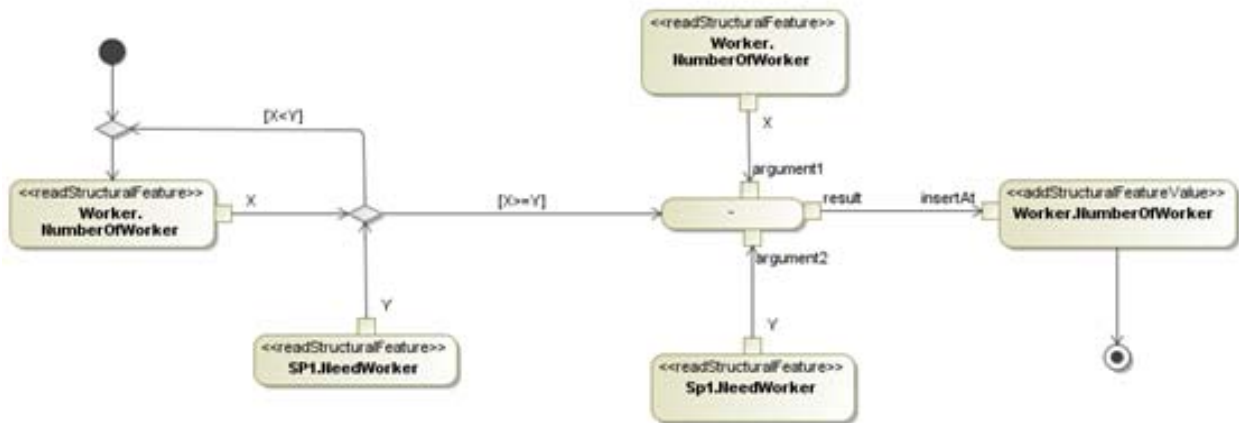 <<readStructuralFeature>>
Worker.
NumberOfWorker
X
argument1
[X<Y]
<<readStructuralFeature>>
Worker.
NumberOfWorker
X
[X>=Y]
-
result
insertAt
<<addStructuralFeatureValue>>
Worker.NumberOfWorker
argument2
Y
<<readStructuralFeature>>
SP1.NeedWorker
Y
<<readStructuralFeature>>
Sp1.NeedWorker